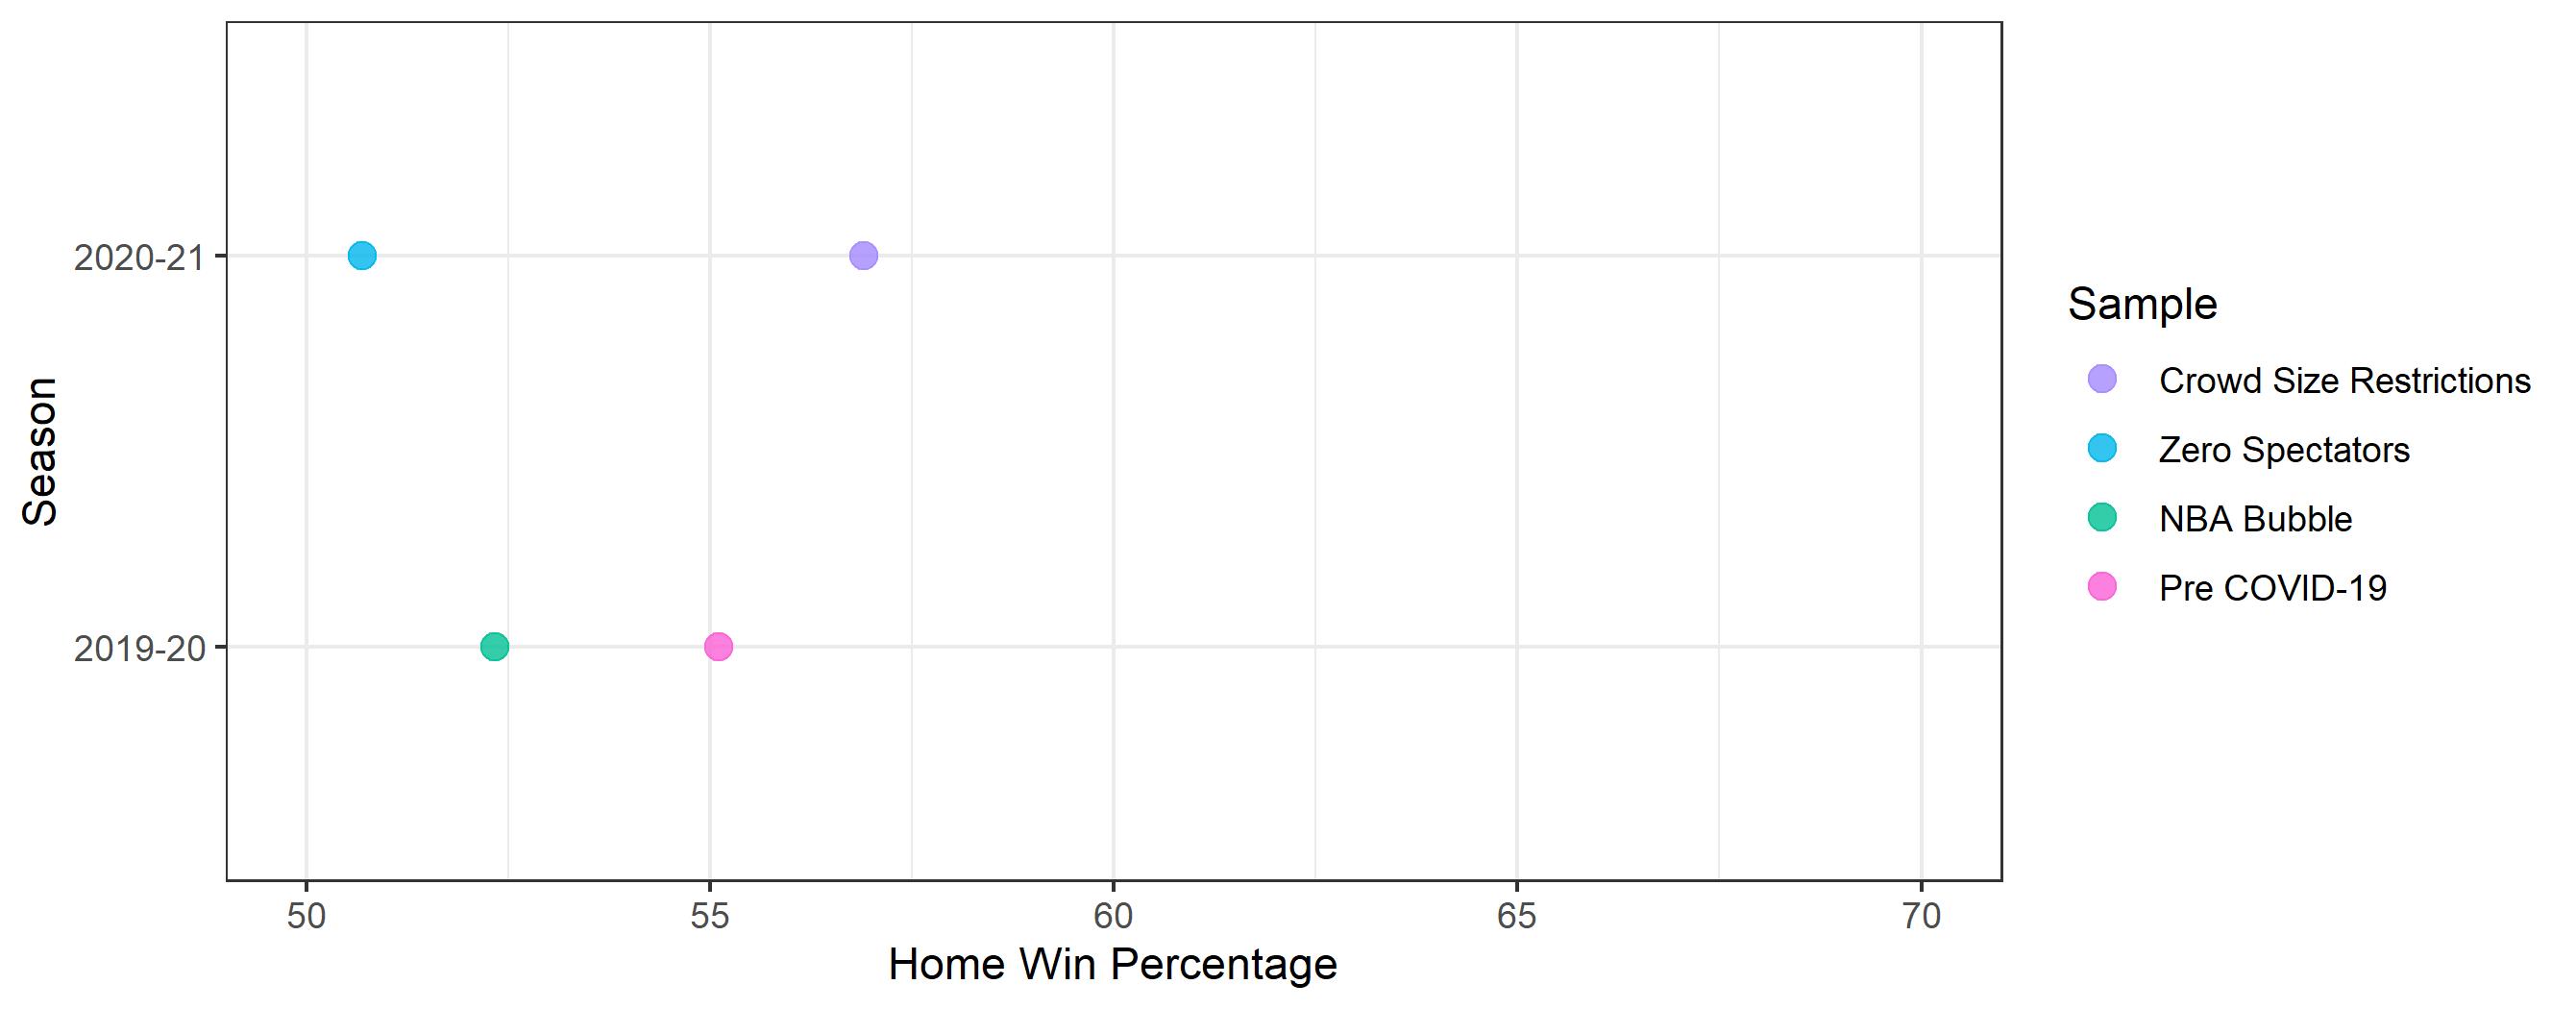 Season
2020-21
2019-20
50 55 60 65 70
Home Win Percentage
Sample
Crowd Size Restrictions
Zero Spectators
NBA Bubble
Pre COVID-19